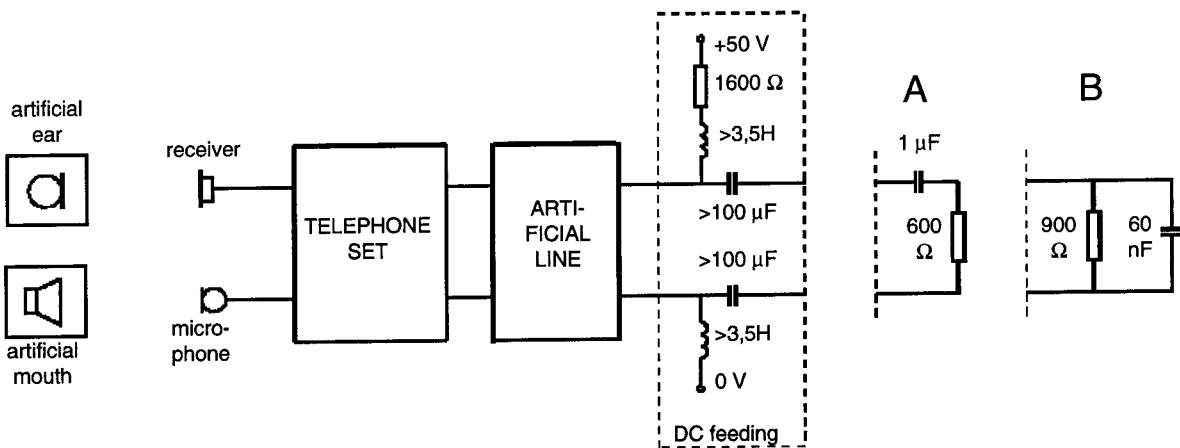 artificial
ear
receiver
TELEPHONE
SET
micro-
phone
artificial
mouth
ARTI-
FICIAL
LINE
+50 V
1600 Ω
>3,5H
>100 µF
>100 µF
>3,5H
0 V
DC feeding
A
1 µF
600
Ω
B
900
Ω
60
nF